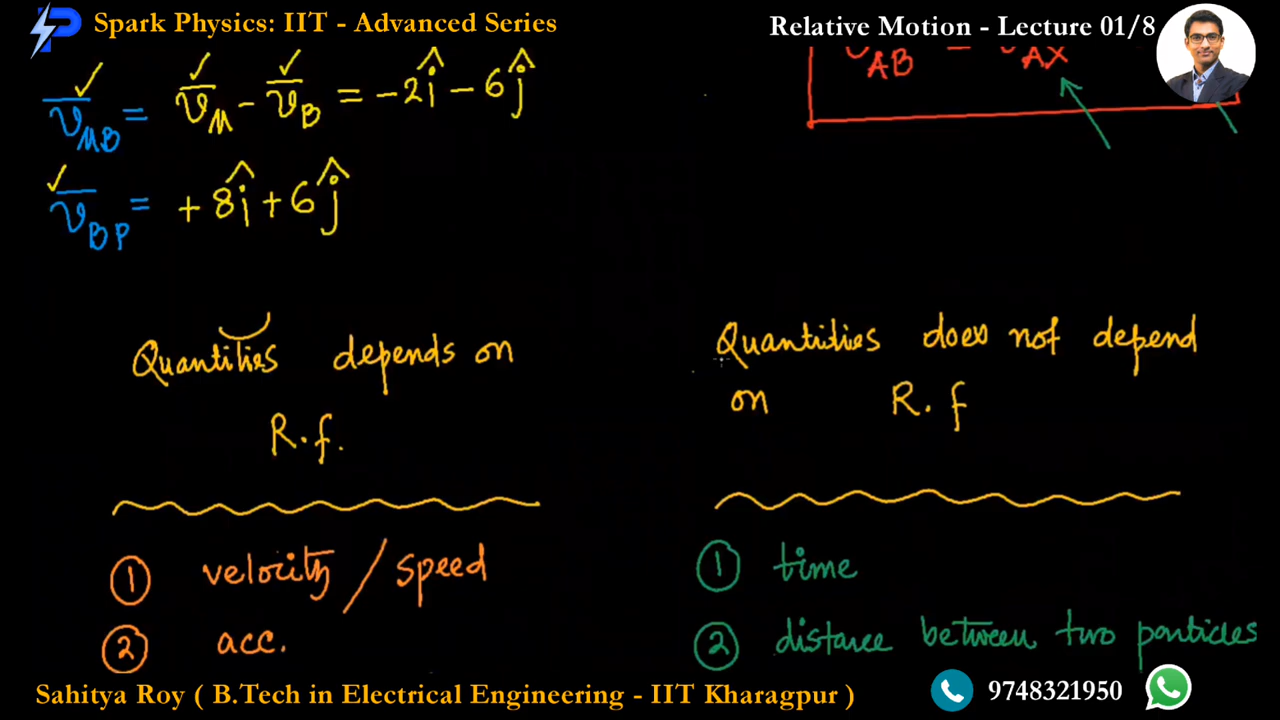 Spark Physics: IIT - Advanced Series
Relative Motion - Lecture 01/8
v_MB = v_M - v_B = -2î - 6ĵ
v_AB = v_AX
v_BP = +8î + 6ĵ
Quantities depends on
R.f.
Quantities does not depend
on R.f
① velocity / speed
② acc.
① time
② distance between two particles
Sahitya Roy ( B.Tech in Electrical Engineering - IIT Kharagpur )
9748321950